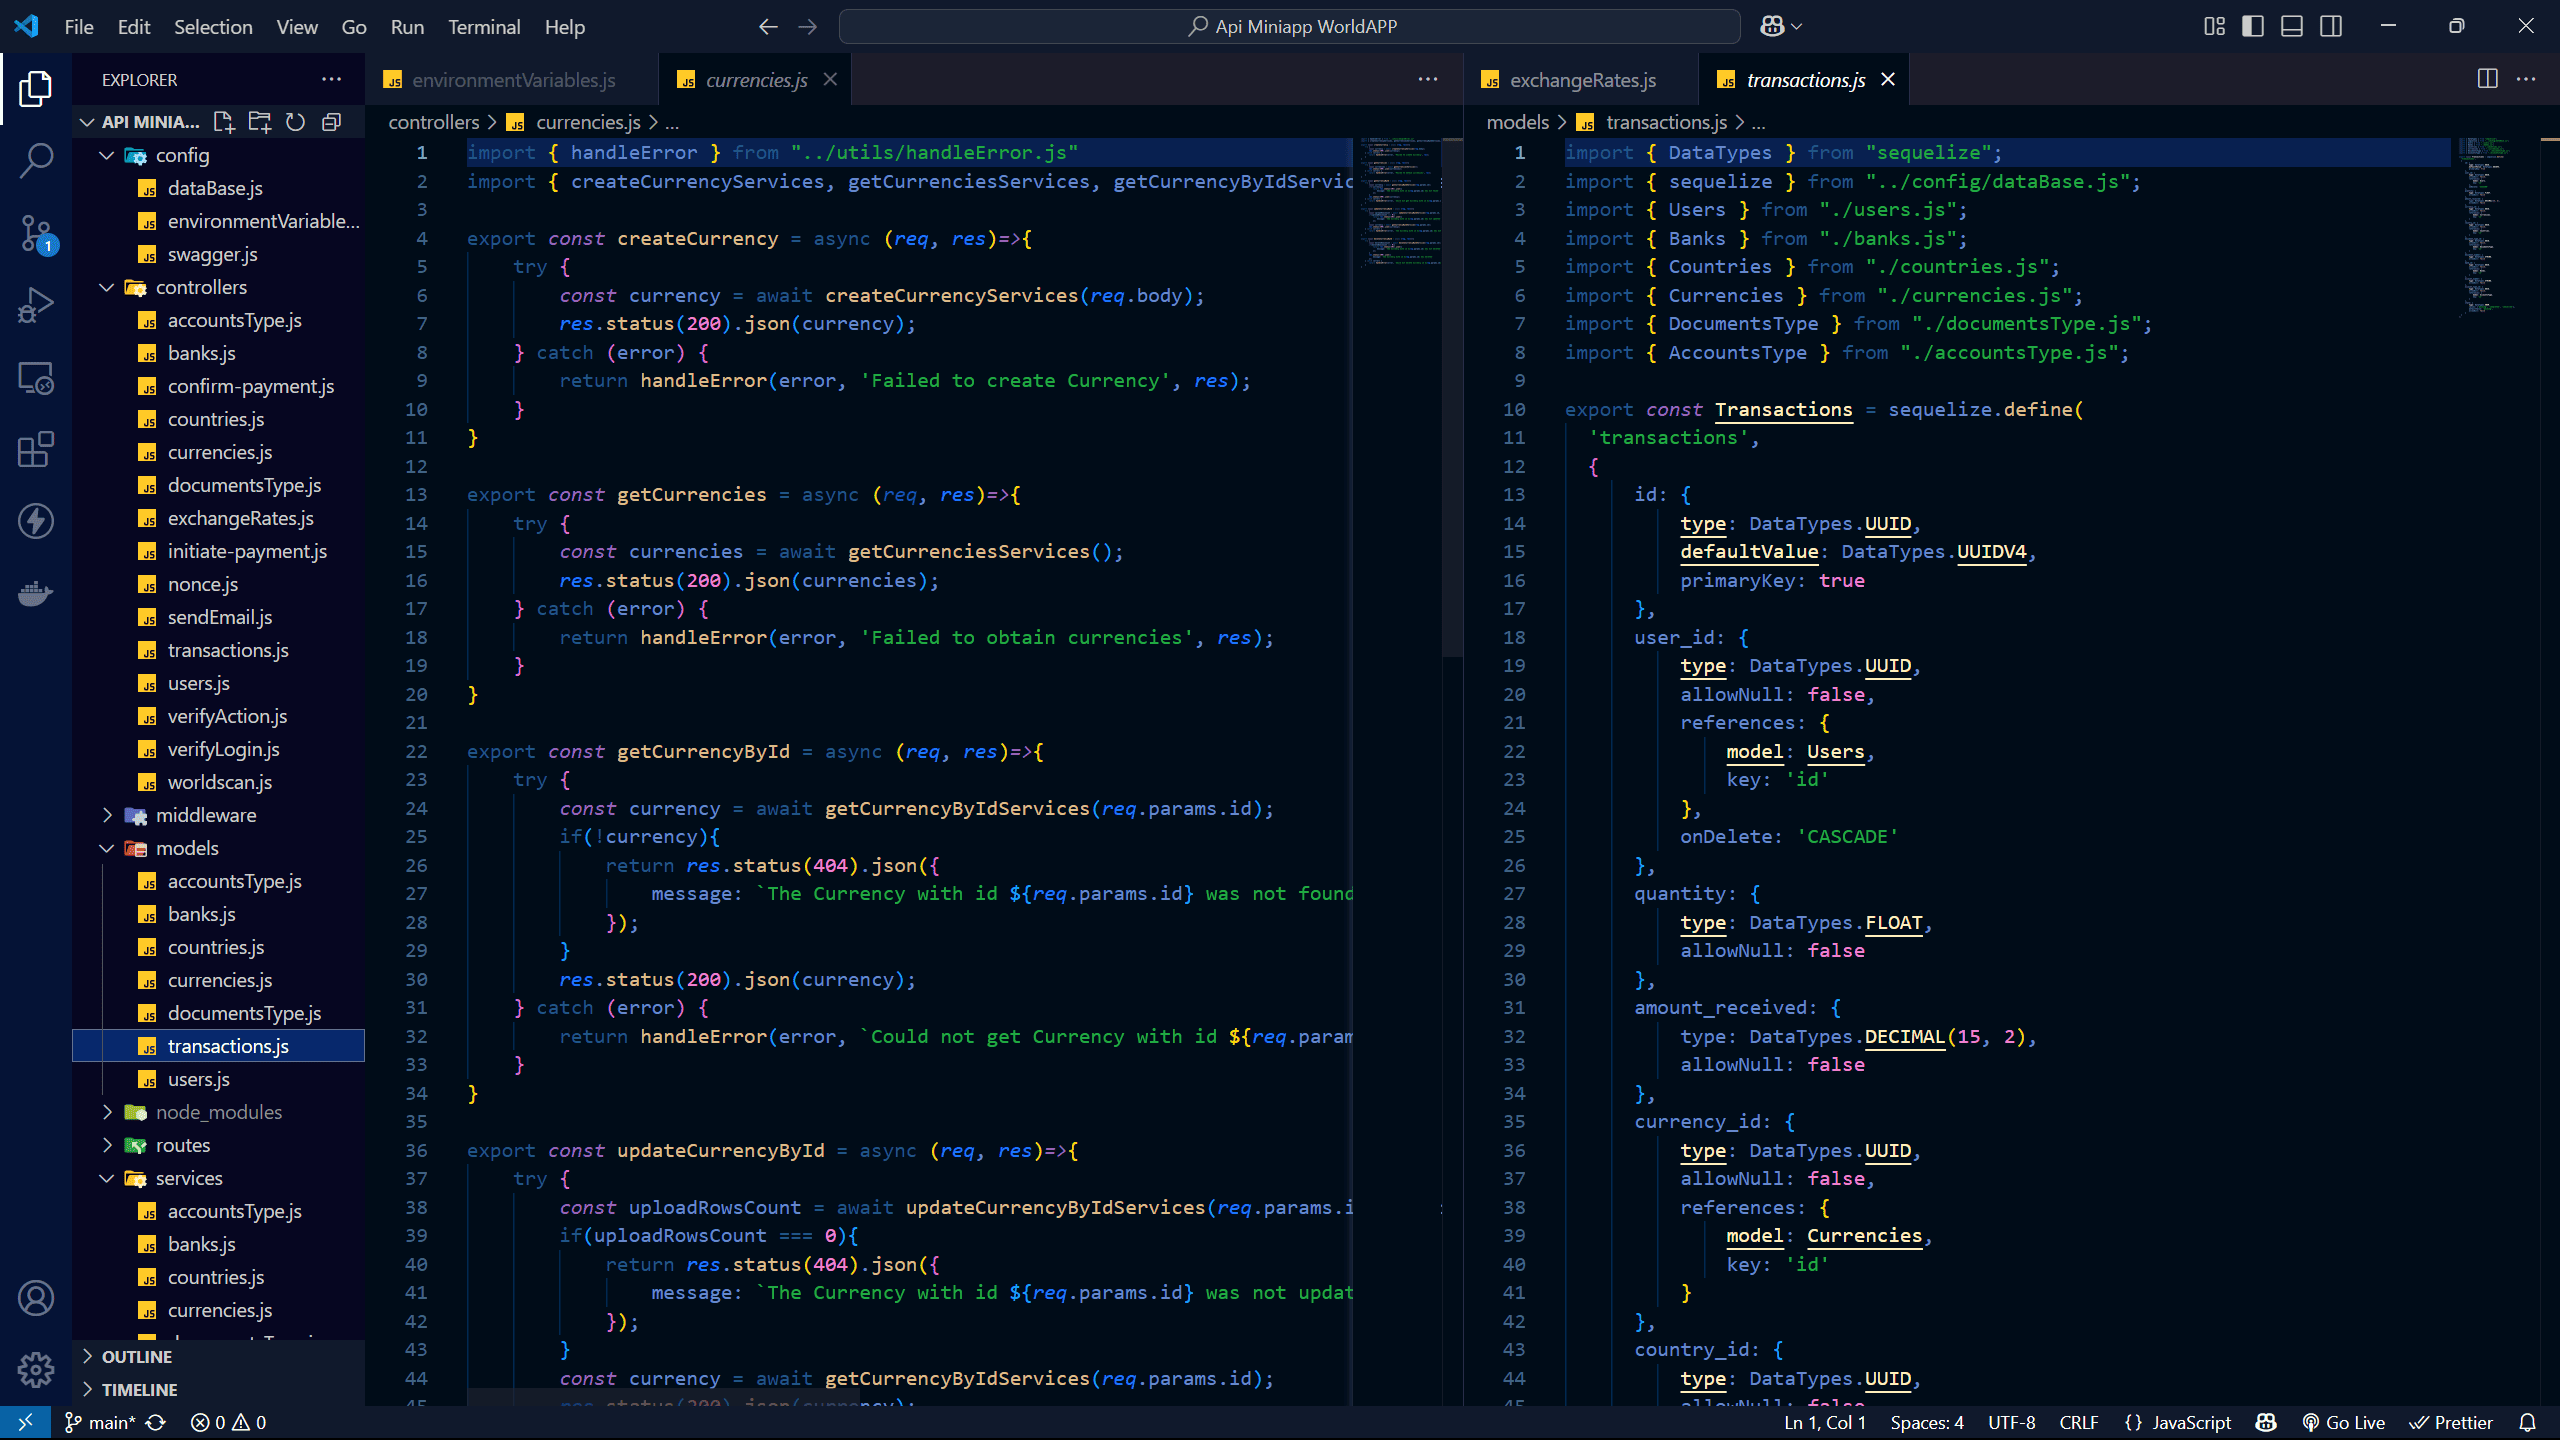 File Edit Selection View Go Run Terminal Help
Api Miniapp WorldAPP
EXPLORER
API MINIA...
config
dataBase.js
environmentVariable...
swagger.js
controllers
accountsType.js
banks.js
confirm-payment.js
countries.js
currencies.js
documentsType.js
exchangeRates.js
initiate-payment.js
nonce.js
sendEmail.js
transactions.js
users.js
verifyAction.js
verifyLogin.js
worldscan.js
middleware
models
accountsType.js
banks.js
countries.js
currencies.js
documentsType.js
transactions.js
users.js
node_modules
routes
services
accountsType.js
banks.js
countries.js
currencies.js
OUTLINE
TIMELINE
1
environmentVariables.js
currencies.js
controllers > currencies.js > ...
1 import { handleError } from "../utils/handleError.js"
2 import { createCurrencyServices, getCurrenciesServices, getCurrencyByIdServic
3
4 export const createCurrency = async (req, res)=>{
5 try {
6 const currency = await createCurrencyServices(req.body);
7 res.status(200).json(currency);
8 } catch (error) {
9 return handleError(error, 'Failed to create Currency', res);
10 }
11 }
12
13 export const getCurrencies = async (req, res)=>{
14 try {
15 const currencies = await getCurrenciesServices();
16 res.status(200).json(currencies);
17 } catch (error) {
18 return handleError(error, 'Failed to obtain currencies', res);
19 }
20 }
21
22 export const getCurrencyById = async (req, res)=>{
23 try {
24 const currency = await getCurrencyByIdServices(req.params.id);
25 if(!currency){
26 return res.status(404).json({
27 message: `The Currency with id ${req.params.id} was not found
28 });
29 }
30 res.status(200).json(currency);
31 } catch (error) {
32 return handleError(error, `Could not get Currency with id ${req.param
33 }
34 }
35
36 export const updateCurrencyById = async (req, res)=>{
37 try {
38 const uploadRowsCount = await updateCurrencyByIdServices(req.params.i
39 if(uploadRowsCount === 0){
40 return res.status(404).json({
41 message: `The Currency with id ${req.params.id} was not updat
42 });
43 }
44 const currency = await getCurrencyByIdServices(req.params.id);
45 res.status(200).json(currency);
exchangeRates.js
transactions.js
models > transactions.js > ...
1 import { DataTypes } from "sequelize";
2 import { sequelize } from "../config/dataBase.js";
3 import { Users } from "./users.js";
4 import { Banks } from "./banks.js";
5 import { Countries } from "./countries.js";
6 import { Currencies } from "./currencies.js";
7 import { DocumentsType } from "./documentsType.js";
8 import { AccountsType } from "./accountsType.js";
9
10 export const Transactions = sequelize.define(
11 'transactions',
12 {
13 id: {
14 type: DataTypes.UUID,
15 defaultValue: DataTypes.UUIDV4,
16 primaryKey: true
17 },
18 user_id: {
19 type: DataTypes.UUID,
20 allowNull: false,
21 references: {
22 model: Users,
23 key: 'id'
24 },
25 onDelete: 'CASCADE'
26 },
27 quantity: {
28 type: DataTypes.FLOAT,
29 allowNull: false
30 },
31 amount_received: {
32 type: DataTypes.DECIMAL(15, 2),
33 allowNull: false
34 },
35 currency_id: {
36 type: DataTypes.UUID,
37 allowNull: false,
38 references: {
39 model: Currencies,
40 key: 'id'
41 }
42 },
43 country_id: {
44 type: DataTypes.UUID,
45 allowNull: false
main* 0 0
Ln 1, Col 1 Spaces: 4 UTF-8 CRLF {} JavaScript Go Live Prettier